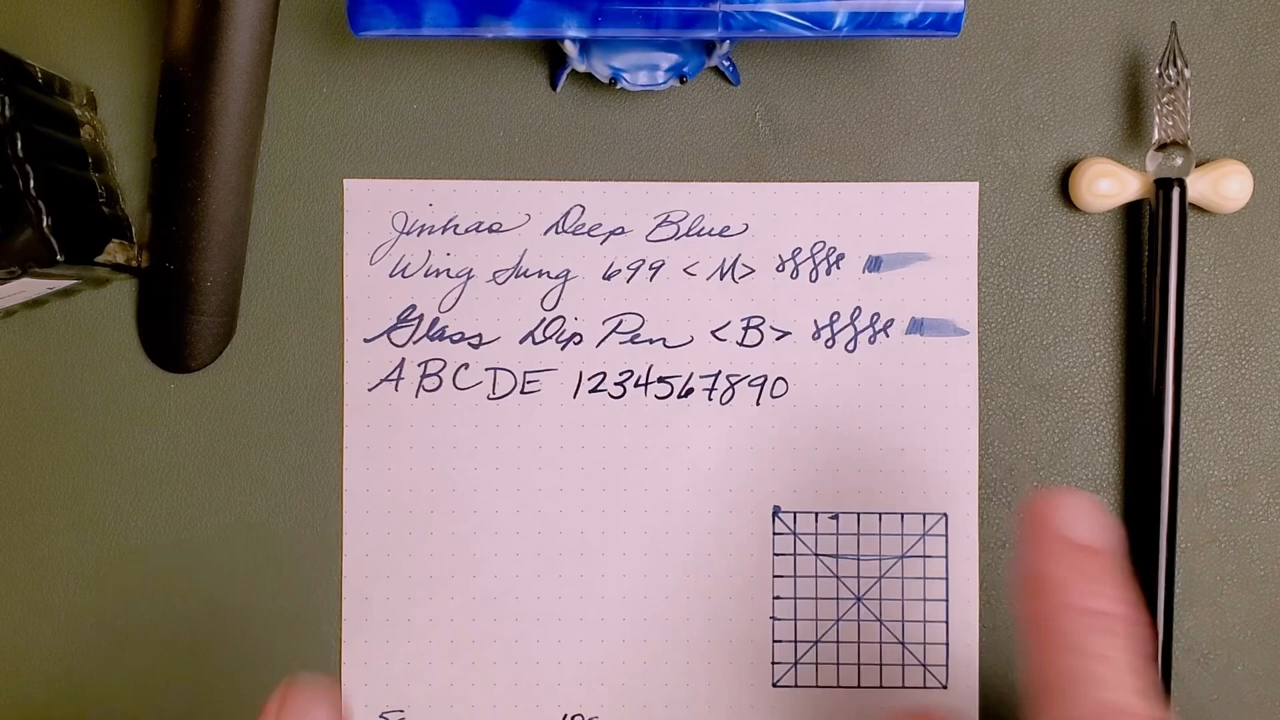 Jinhao Deep Blue
Wing Sung 699 <M>
Glass Dip Pen <B>
ABCDE 1234567890